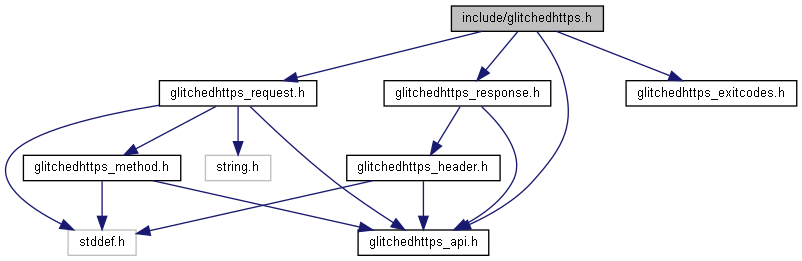 include/glitchedhttps.h
glitchedhttps_request.h
glitchedhttps_response.h
glitchedhttps_exitcodes.h
glitchedhttps_method.h
string.h
glitchedhttps_header.h
stddef.h
glitchedhttps_api.h